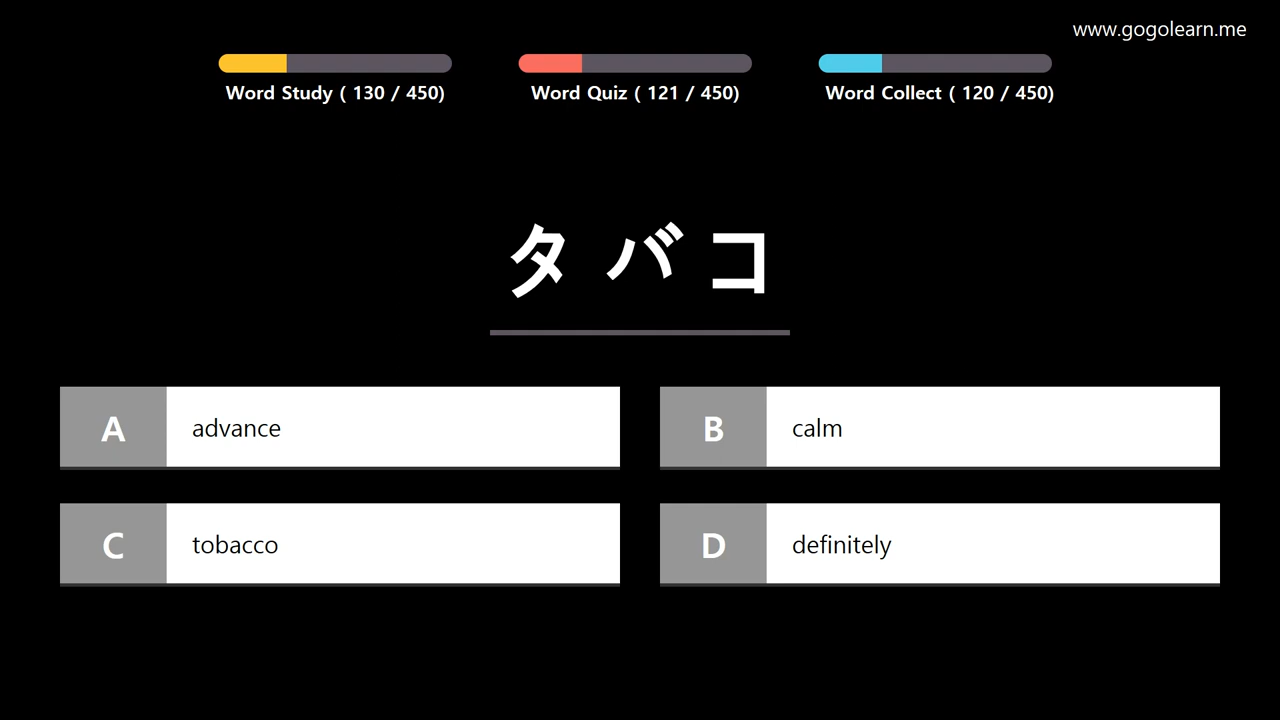 www.gogolearn.me
Word Study ( 130 / 450)
Word Quiz ( 121 / 450)
Word Collect ( 120 / 450)
タバコ
A advance
B calm
C tobacco
D definitely